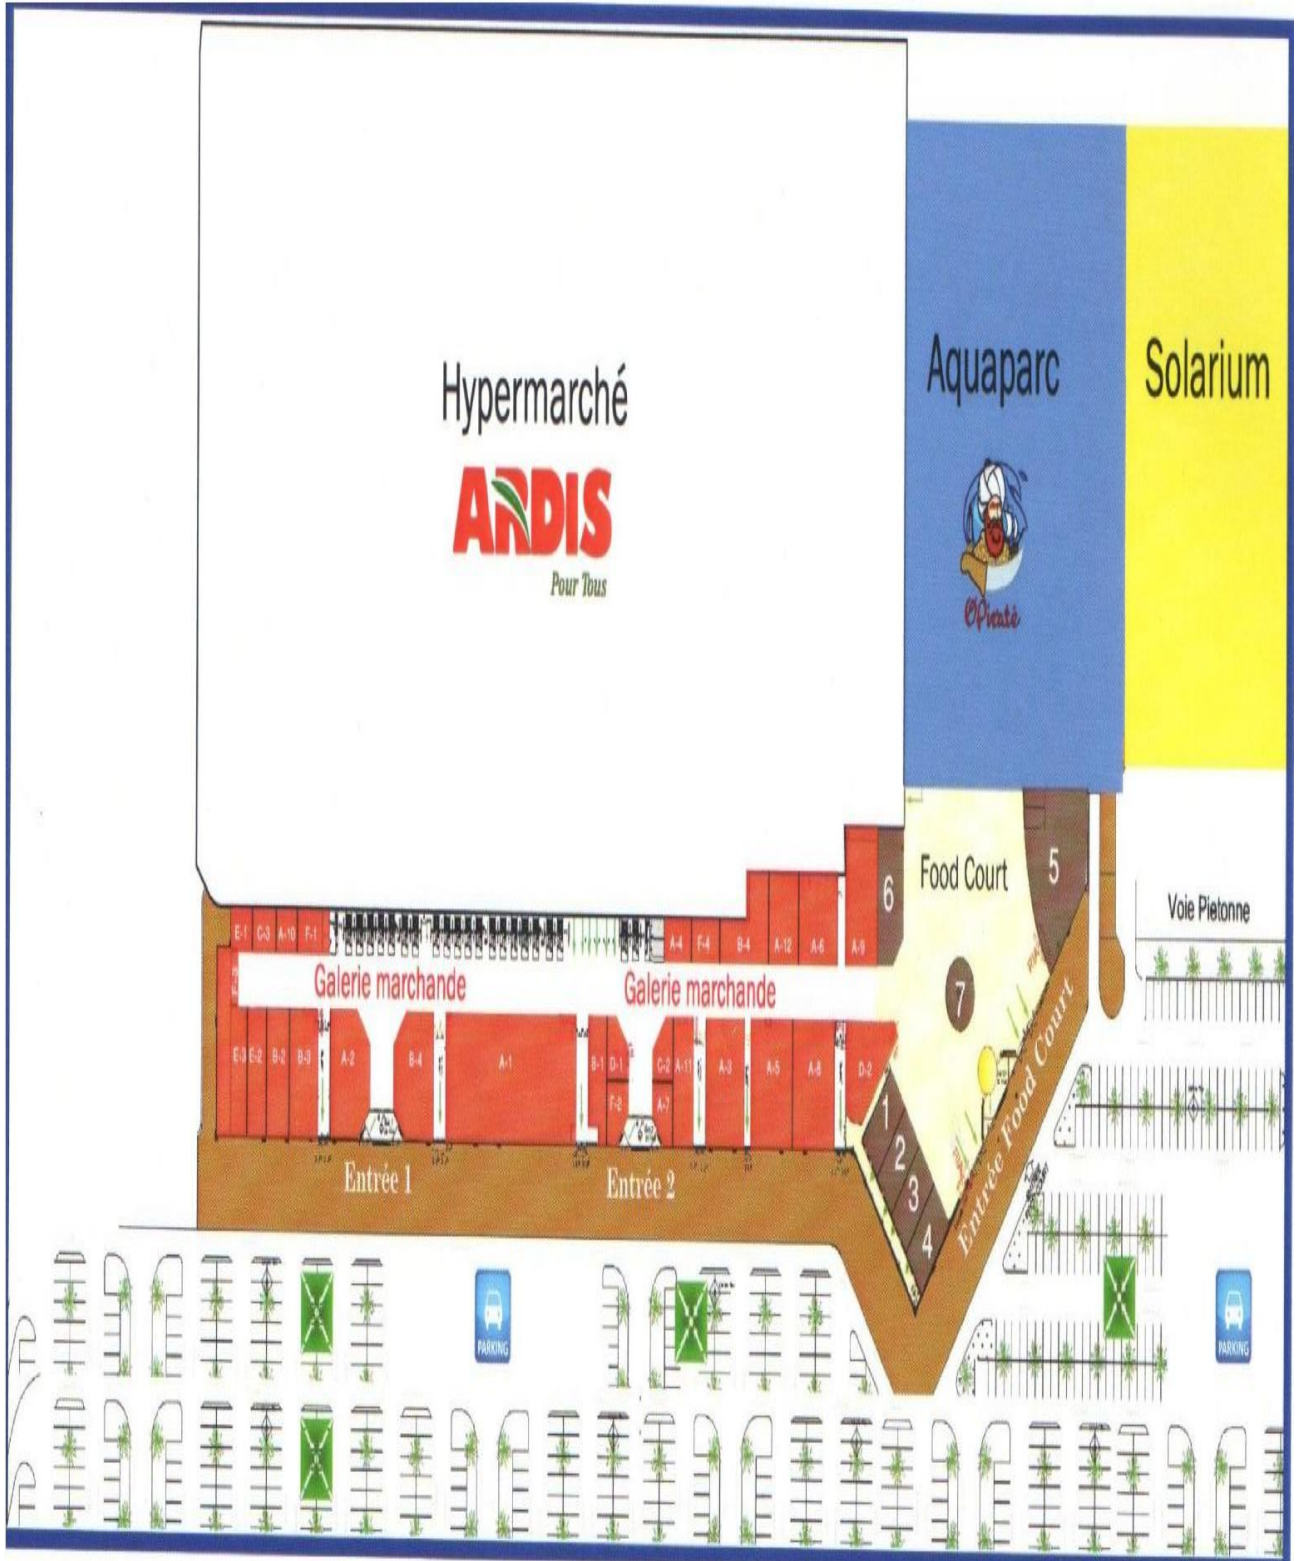 Hypermarché
ARDIS
Pour Tous
Aquaparc
O'Pirate
Solarium
Food Court
5
6
7
Voie Pietonne
E-1
C-3
A-10
F-1
A-4
F-4
B-4
A-12
A-6
A-9
Galerie marchande
Galerie marchande
E-3
E-2
B-2
B-3
A-2
B-4
A-1
B-1
D-1
F-2
C-2
A-7
A-11
A-3
A-5
A-8
D-2
1
2
3
4
Entrée 1
Entrée 2
Entrée Food Court
PARKING
PARKING